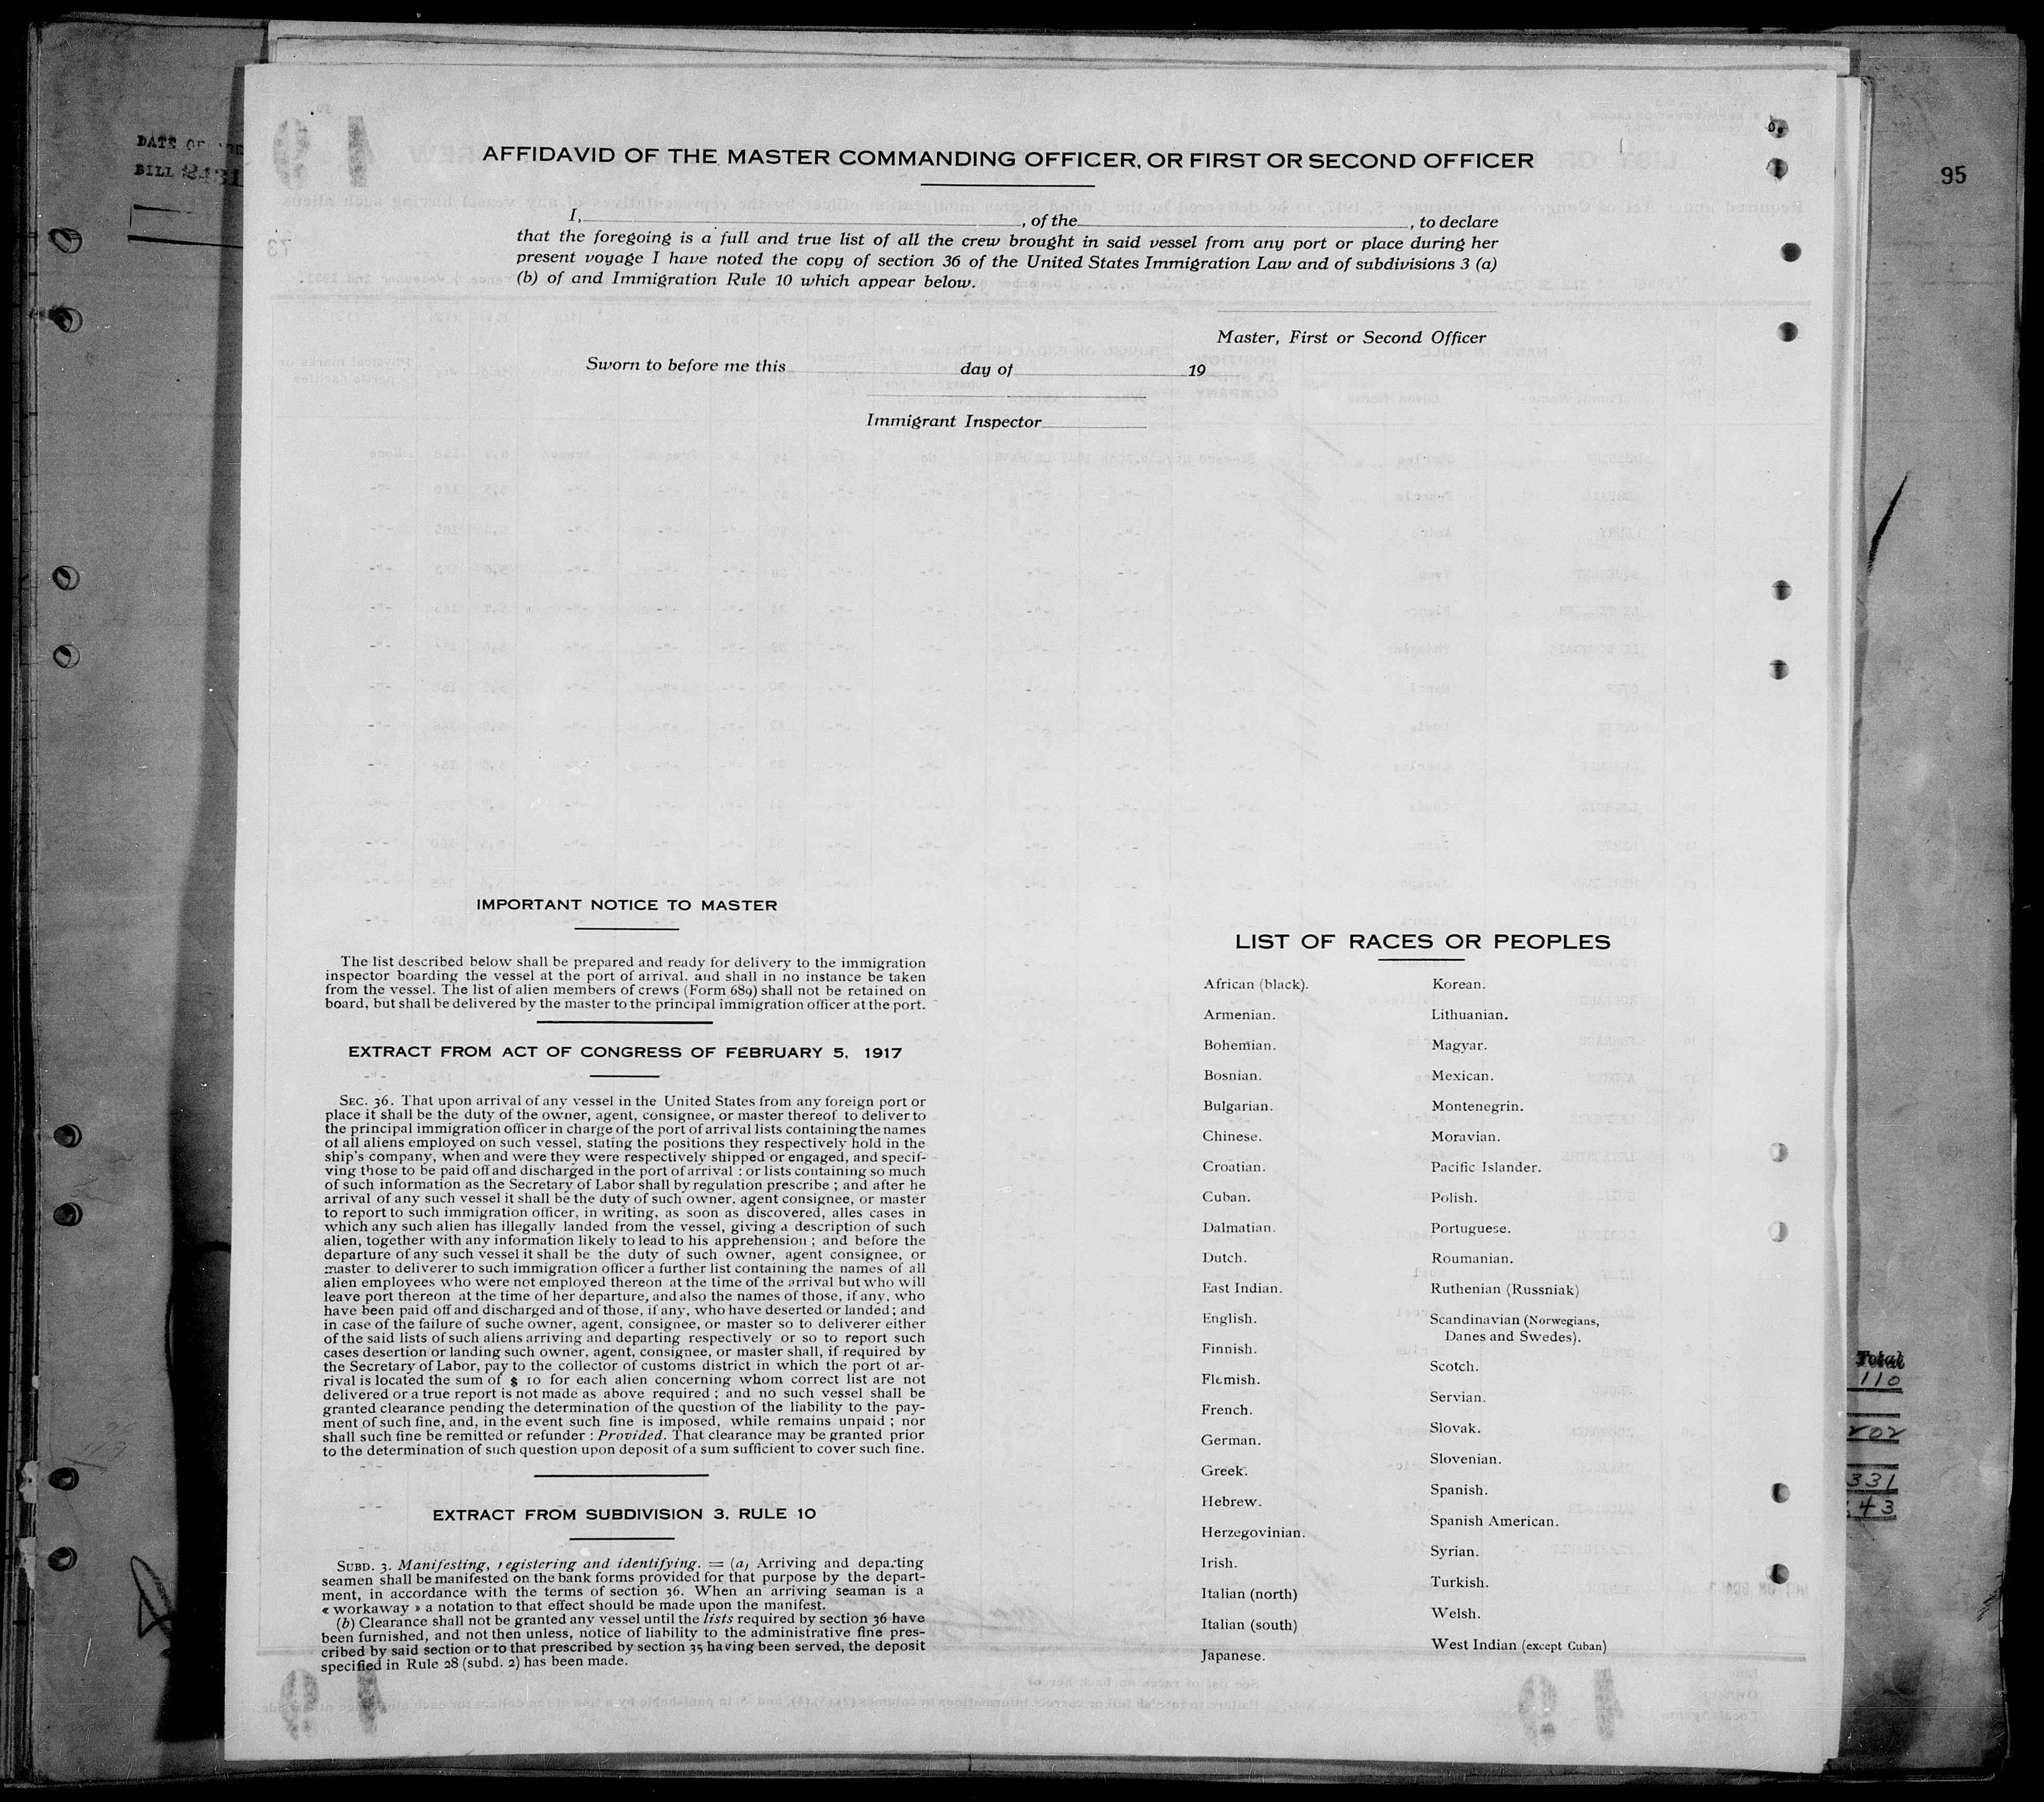 DATE OF
BILL
95
AFFIDAVID OF THE MASTER COMMANDING OFFICER, OR FIRST OR SECOND OFFICER
I, , of the , to declare
that the foregoing is a full and true list of all the crew brought in said vessel from any port or place during her
present voyage I have noted the copy of section 36 of the United States Immigration Law and of subdivisions 3 (a)
(b) of and Immigration Rule 10 which appear below.
Master, First or Second Officer
Sworn to before me this day of 19
Immigrant Inspector
IMPORTANT NOTICE TO MASTER
The list described below shall be prepared and ready for delivery to the immigration
inspector boarding the vessel at the port of arrival, and shall in no instance be taken
from the vessel. The list of alien members of crews (Form 689) shall not be retained on
board, but shall be delivered by the master to the principal immigration officer at the port.
EXTRACT FROM ACT OF CONGRESS OF FEBRUARY 5, 1917
SEC. 36. That upon arrival of any vessel in the United States from any foreign port or
place it shall be the duty of the owner, agent, consignee, or master thereof to deliver to
the principal immigration officer in charge of the port of arrival lists containing the names
of all aliens employed on such vessel, stating the positions they respectively hold in the
ship's company, when and were they were respectively shipped or engaged, and specif-
ving those to be paid off and discharged in the port of arrival : or lists containing so much
of such information as the Secretary of Labor shall by regulation prescribe ; and after he
arrival of any such vessel it shall be the duty of such owner, agent consignee, or master
to report to such immigration officer, in writing, as soon as discovered, alles cases in
which any such alien has illegally landed from the vessel, giving a description of such
alien, together with any information likely to lead to his apprehension ; and before the
departure of any such vessel it shall be the duty of such owner, agent consignee, or
master to deliverer to such immigration officer a further list containing the names of all
alien employees who were not employed thereon at the time of the arrival but who will
leave port thereon at the time of her departure, and also the names of those, if any, who
have been paid off and discharged and of those, if any, who have deserted or landed ; and
in case of the failure of suche owner, agent, consignee, or master so to deliverer either
of the said lists of such aliens arriving and departing respectively or so to report such
cases desertion or landing such owner, agent, consignee, or master shall, if required by
the Secretary of Labor, pay to the collector of customs district in which the port of ar-
rival is located the sum of $ 10 for each alien concerning whom correct list are not
delivered or a true report is not made as above required ; and no such vessel shall be
granted clearance pending the determination of the question of the liability to the pay-
ment of such fine, and, in the event such fine is imposed, while remains unpaid ; nor
shall such fine be remitted or refunder : Provided. That clearance may be granted prior
to the determination of such question upon deposit of a sum sufficient to cover such fine.
EXTRACT FROM SUBDIVISION 3, RULE 10
SUBD. 3. Manifesting, registering and identifying. = (a) Arriving and departing
seamen shall be manifested on the bank forms provided for that purpose by the depart-
ment, in accordance with the terms of section 36. When an arriving seaman is a
« workaway » a notation to that effect should be made upon the manifest.
(b) Clearance shall not be granted any vessel until the lists required by section 36 have
been furnished, and not then unless, notice of liability to the administrative fine pres-
cribed by said section or to that prescribed by section 35 having been served, the deposit
specified in Rule 28 (subd. 2) has been made.
LIST OF RACES OR PEOPLES
African (black).
Armenian.
Bohemian.
Bosnian.
Bulgarian.
Chinese.
Croatian.
Cuban.
Dalmatian.
Dutch.
East Indian.
English.
Finnish.
Flemish.
French.
German.
Greek.
Hebrew.
Herzegovinian.
Irish.
Italian (north)
Italian (south)
Japanese.
Korean.
Lithuanian.
Magyar.
Mexican.
Montenegrin.
Moravian.
Pacific Islander.
Polish.
Portuguese.
Roumanian.
Ruthenian (Russniak)
Scandinavian (Norwegians,
Danes and Swedes).
Scotch.
Servian.
Slovak.
Slovenian.
Spanish.
Spanish American.
Syrian.
Turkish.
Welsh.
West Indian (except Cuban)
Total
110
202
331
43